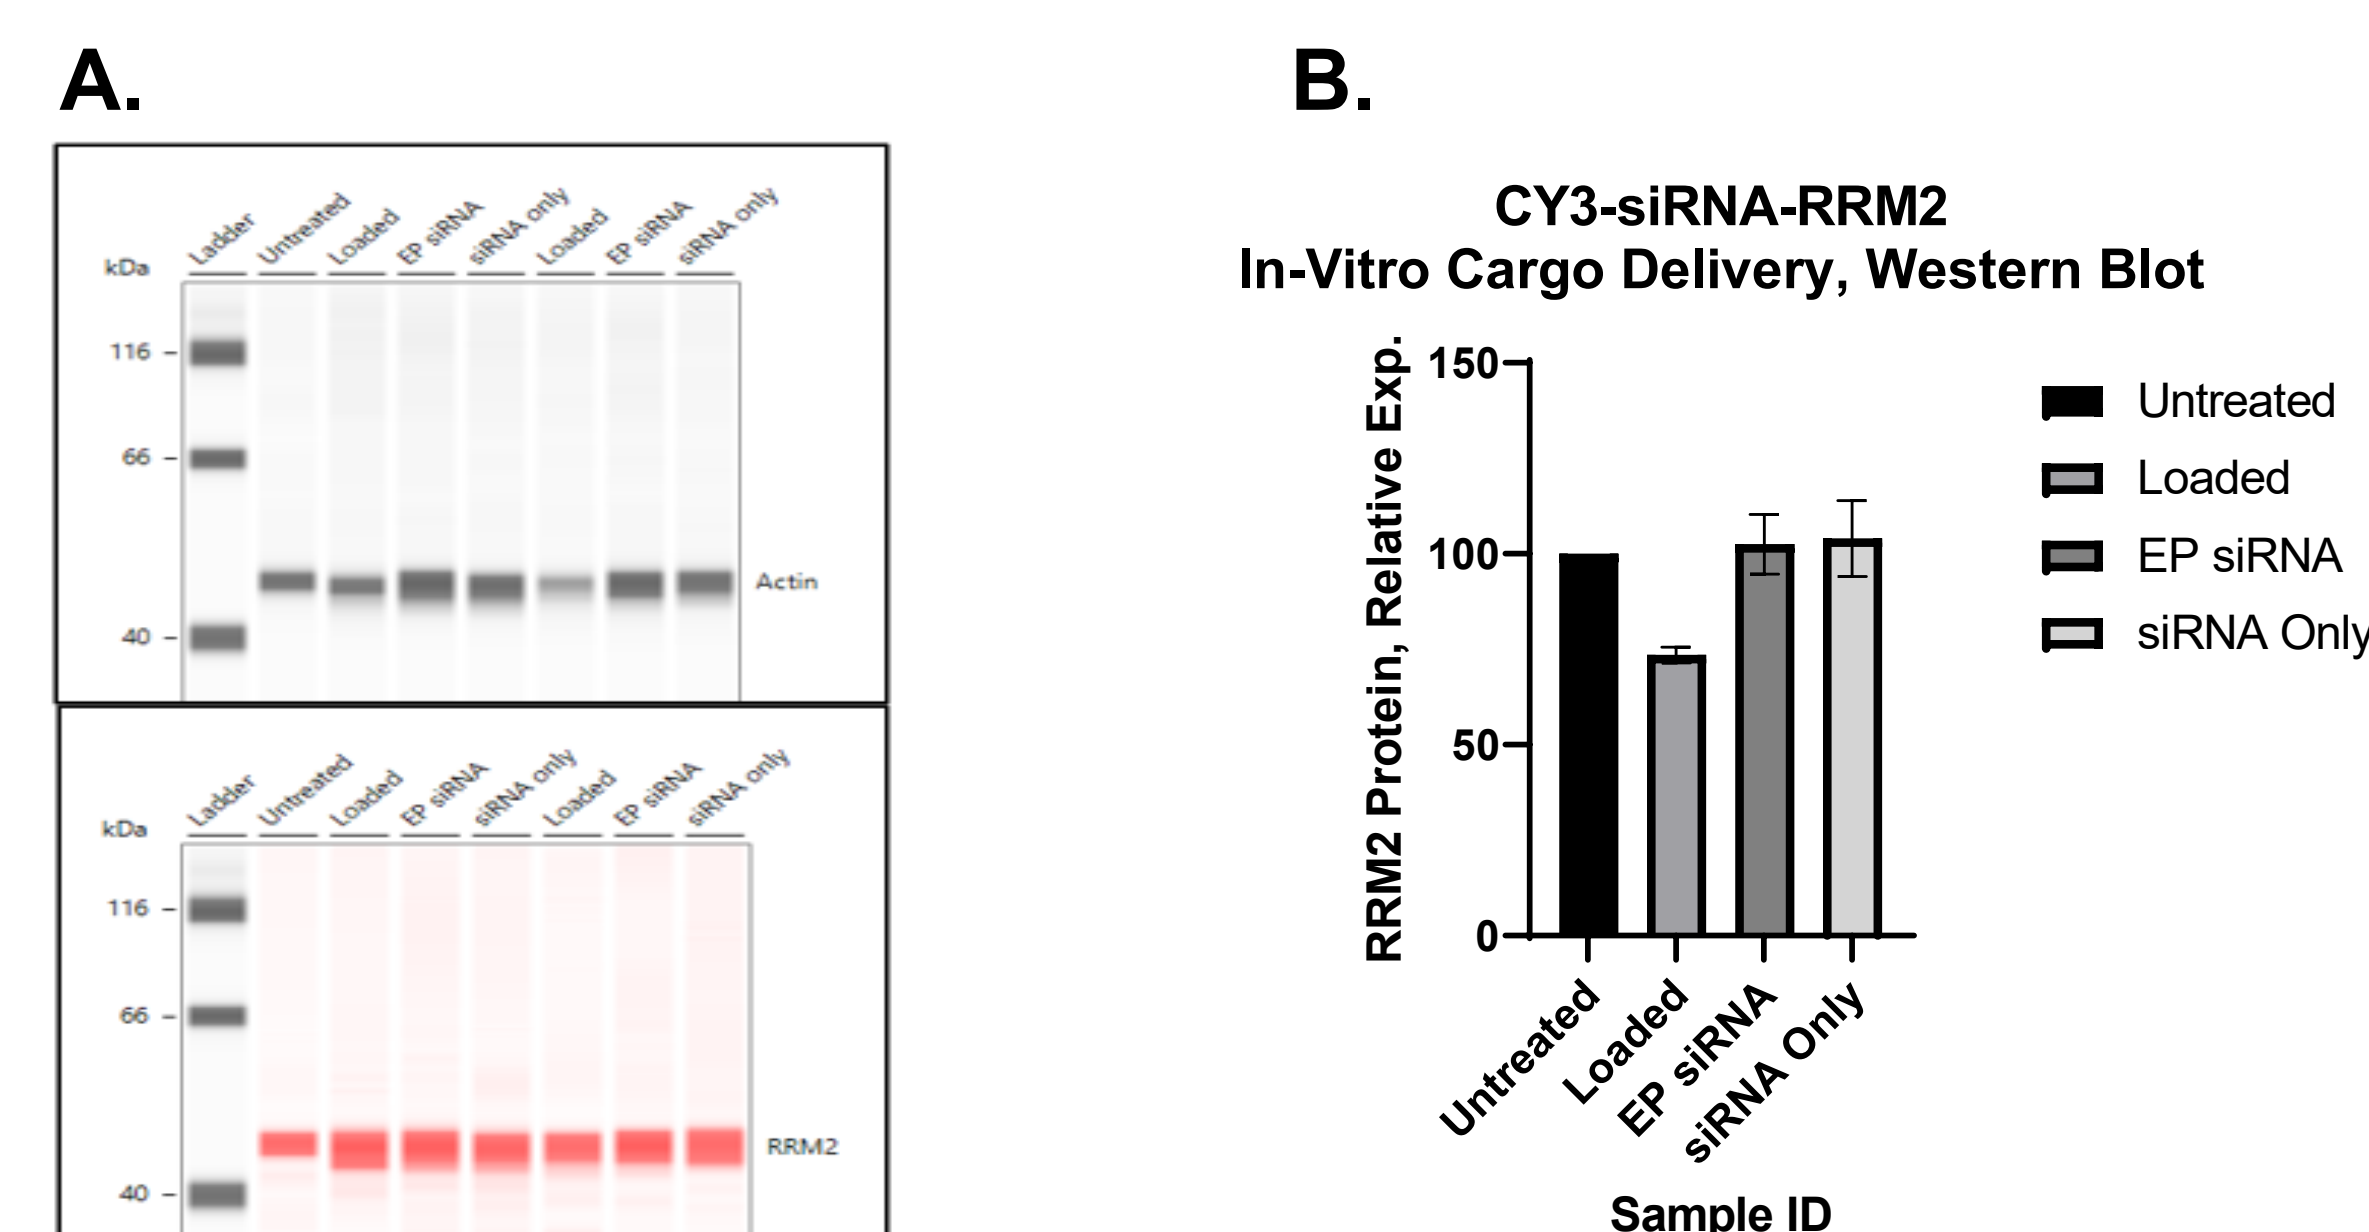 A.
Ladder Untreated Loaded EP siRNA siRNA only Loaded EP siRNA siRNA only
kDa
116
66
Actin
40
Ladder Untreated Loaded EP siRNA siRNA only Loaded EP siRNA siRNA only
kDa
116
66
RRM2
40
B.
CY3-siRNA-RRM2
In-Vitro Cargo Delivery, Western Blot
RRM2 Protein, Relative Exp.
150
100
50
0
Untreated
Loaded
EP siRNA
siRNA Only
Sample ID
Untreated
Loaded
EP siRNA
siRNA Only